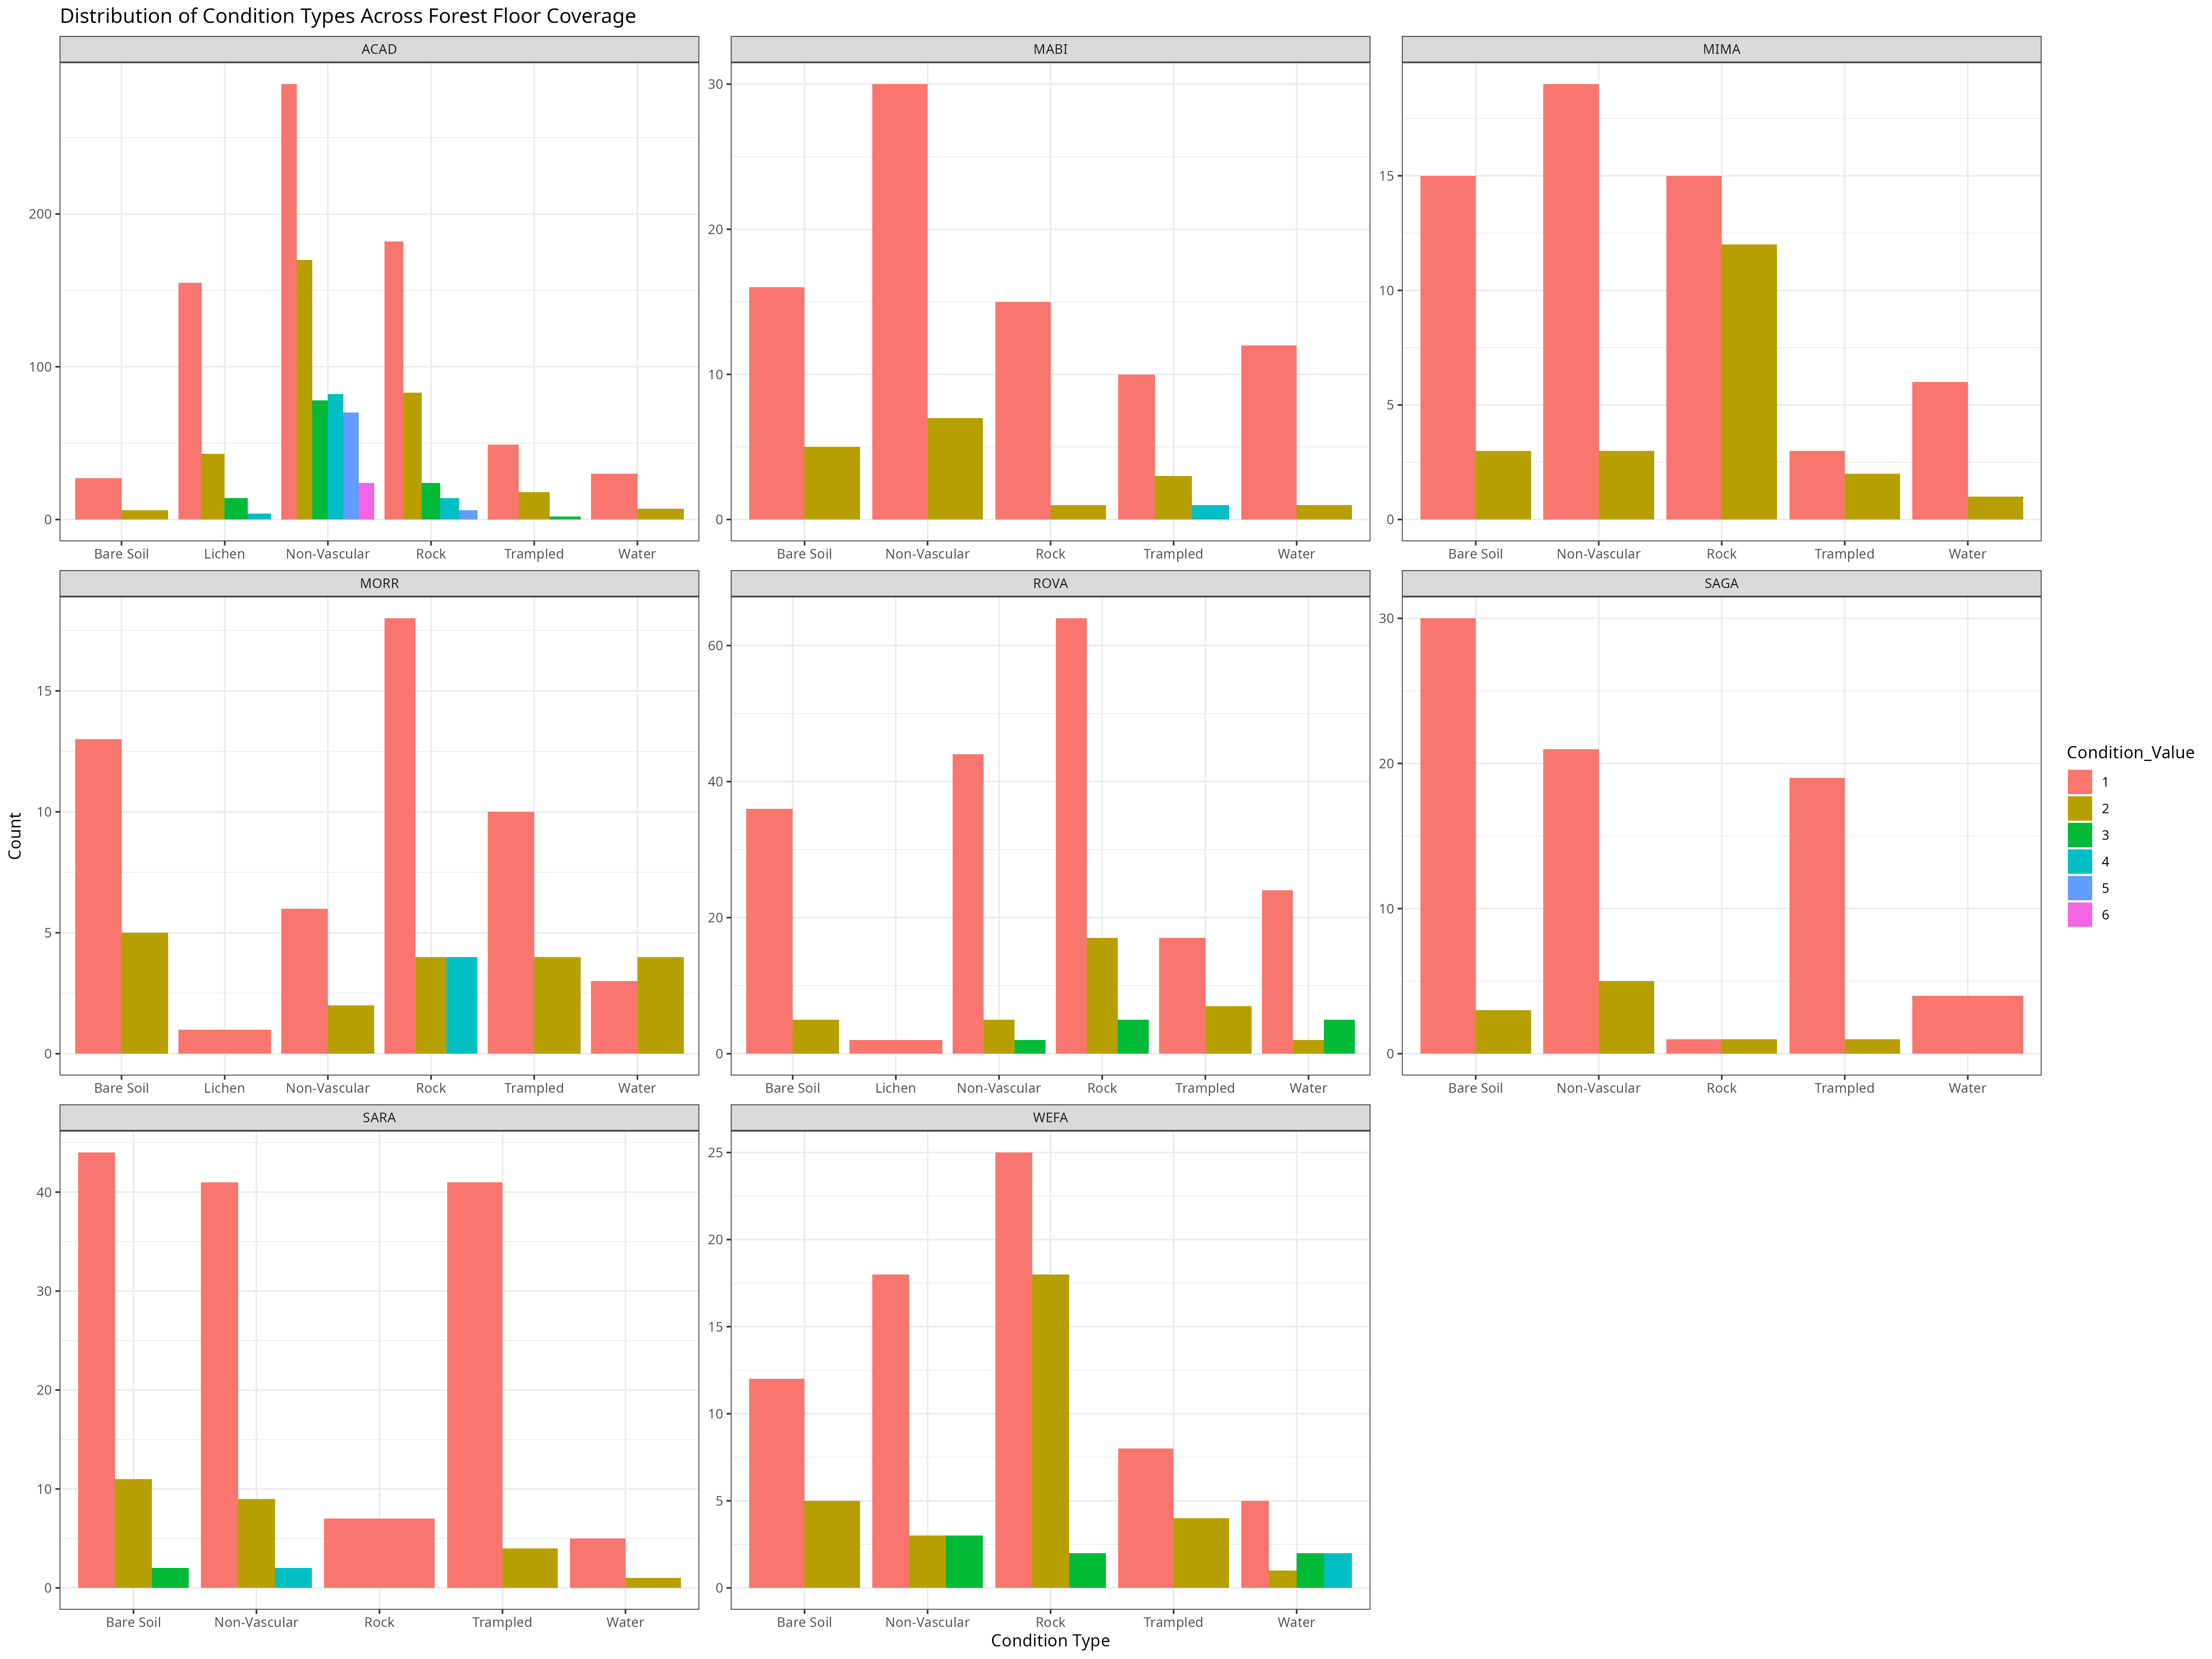 Distribution of Condition Types Across Forest Floor Coverage
ACAD
MABI
MIMA
200
100
0
30
20
10
0
15
10
5
0
Bare Soil Lichen Non-Vascular Rock Trampled Water
Bare Soil Non-Vascular Rock Trampled Water
Bare Soil Non-Vascular Rock Trampled Water
MORR
ROVA
SAGA
15
10
5
0
60
40
20
0
30
20
10
0
Bare Soil Lichen Non-Vascular Rock Trampled Water
Bare Soil Lichen Non-Vascular Rock Trampled Water
Bare Soil Non-Vascular Rock Trampled Water
SARA
WEFA
40
30
20
10
0
25
20
15
10
5
0
Bare Soil Non-Vascular Rock Trampled Water
Bare Soil Non-Vascular Rock Trampled Water
Condition Type
Count
Condition_Value
1
2
3
4
5
6